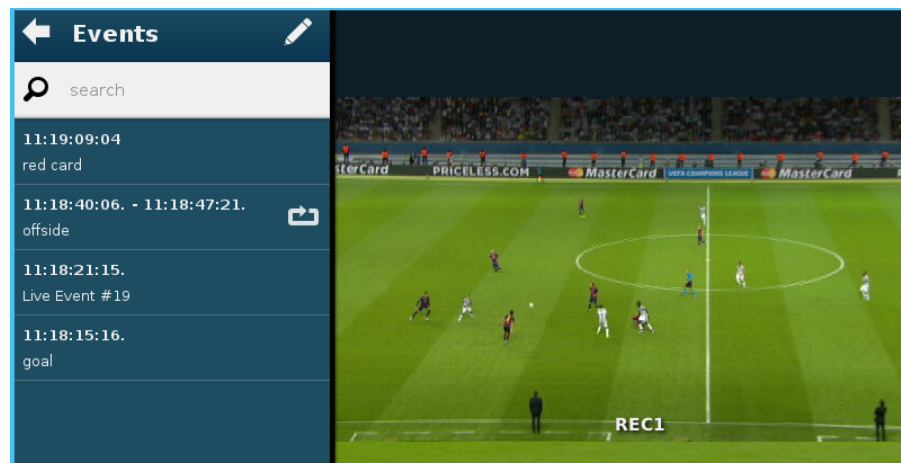 Events
search
11:19:09:04
red card
11:18:40:06. - 11:18:47:21.
offside
11:18:21:15.
Live Event #19
11:18:15:16.
goal
sterCard PRICELESS.COM MasterCard UEFA CHAMPIONS LEAGUE MasterCard
REC1